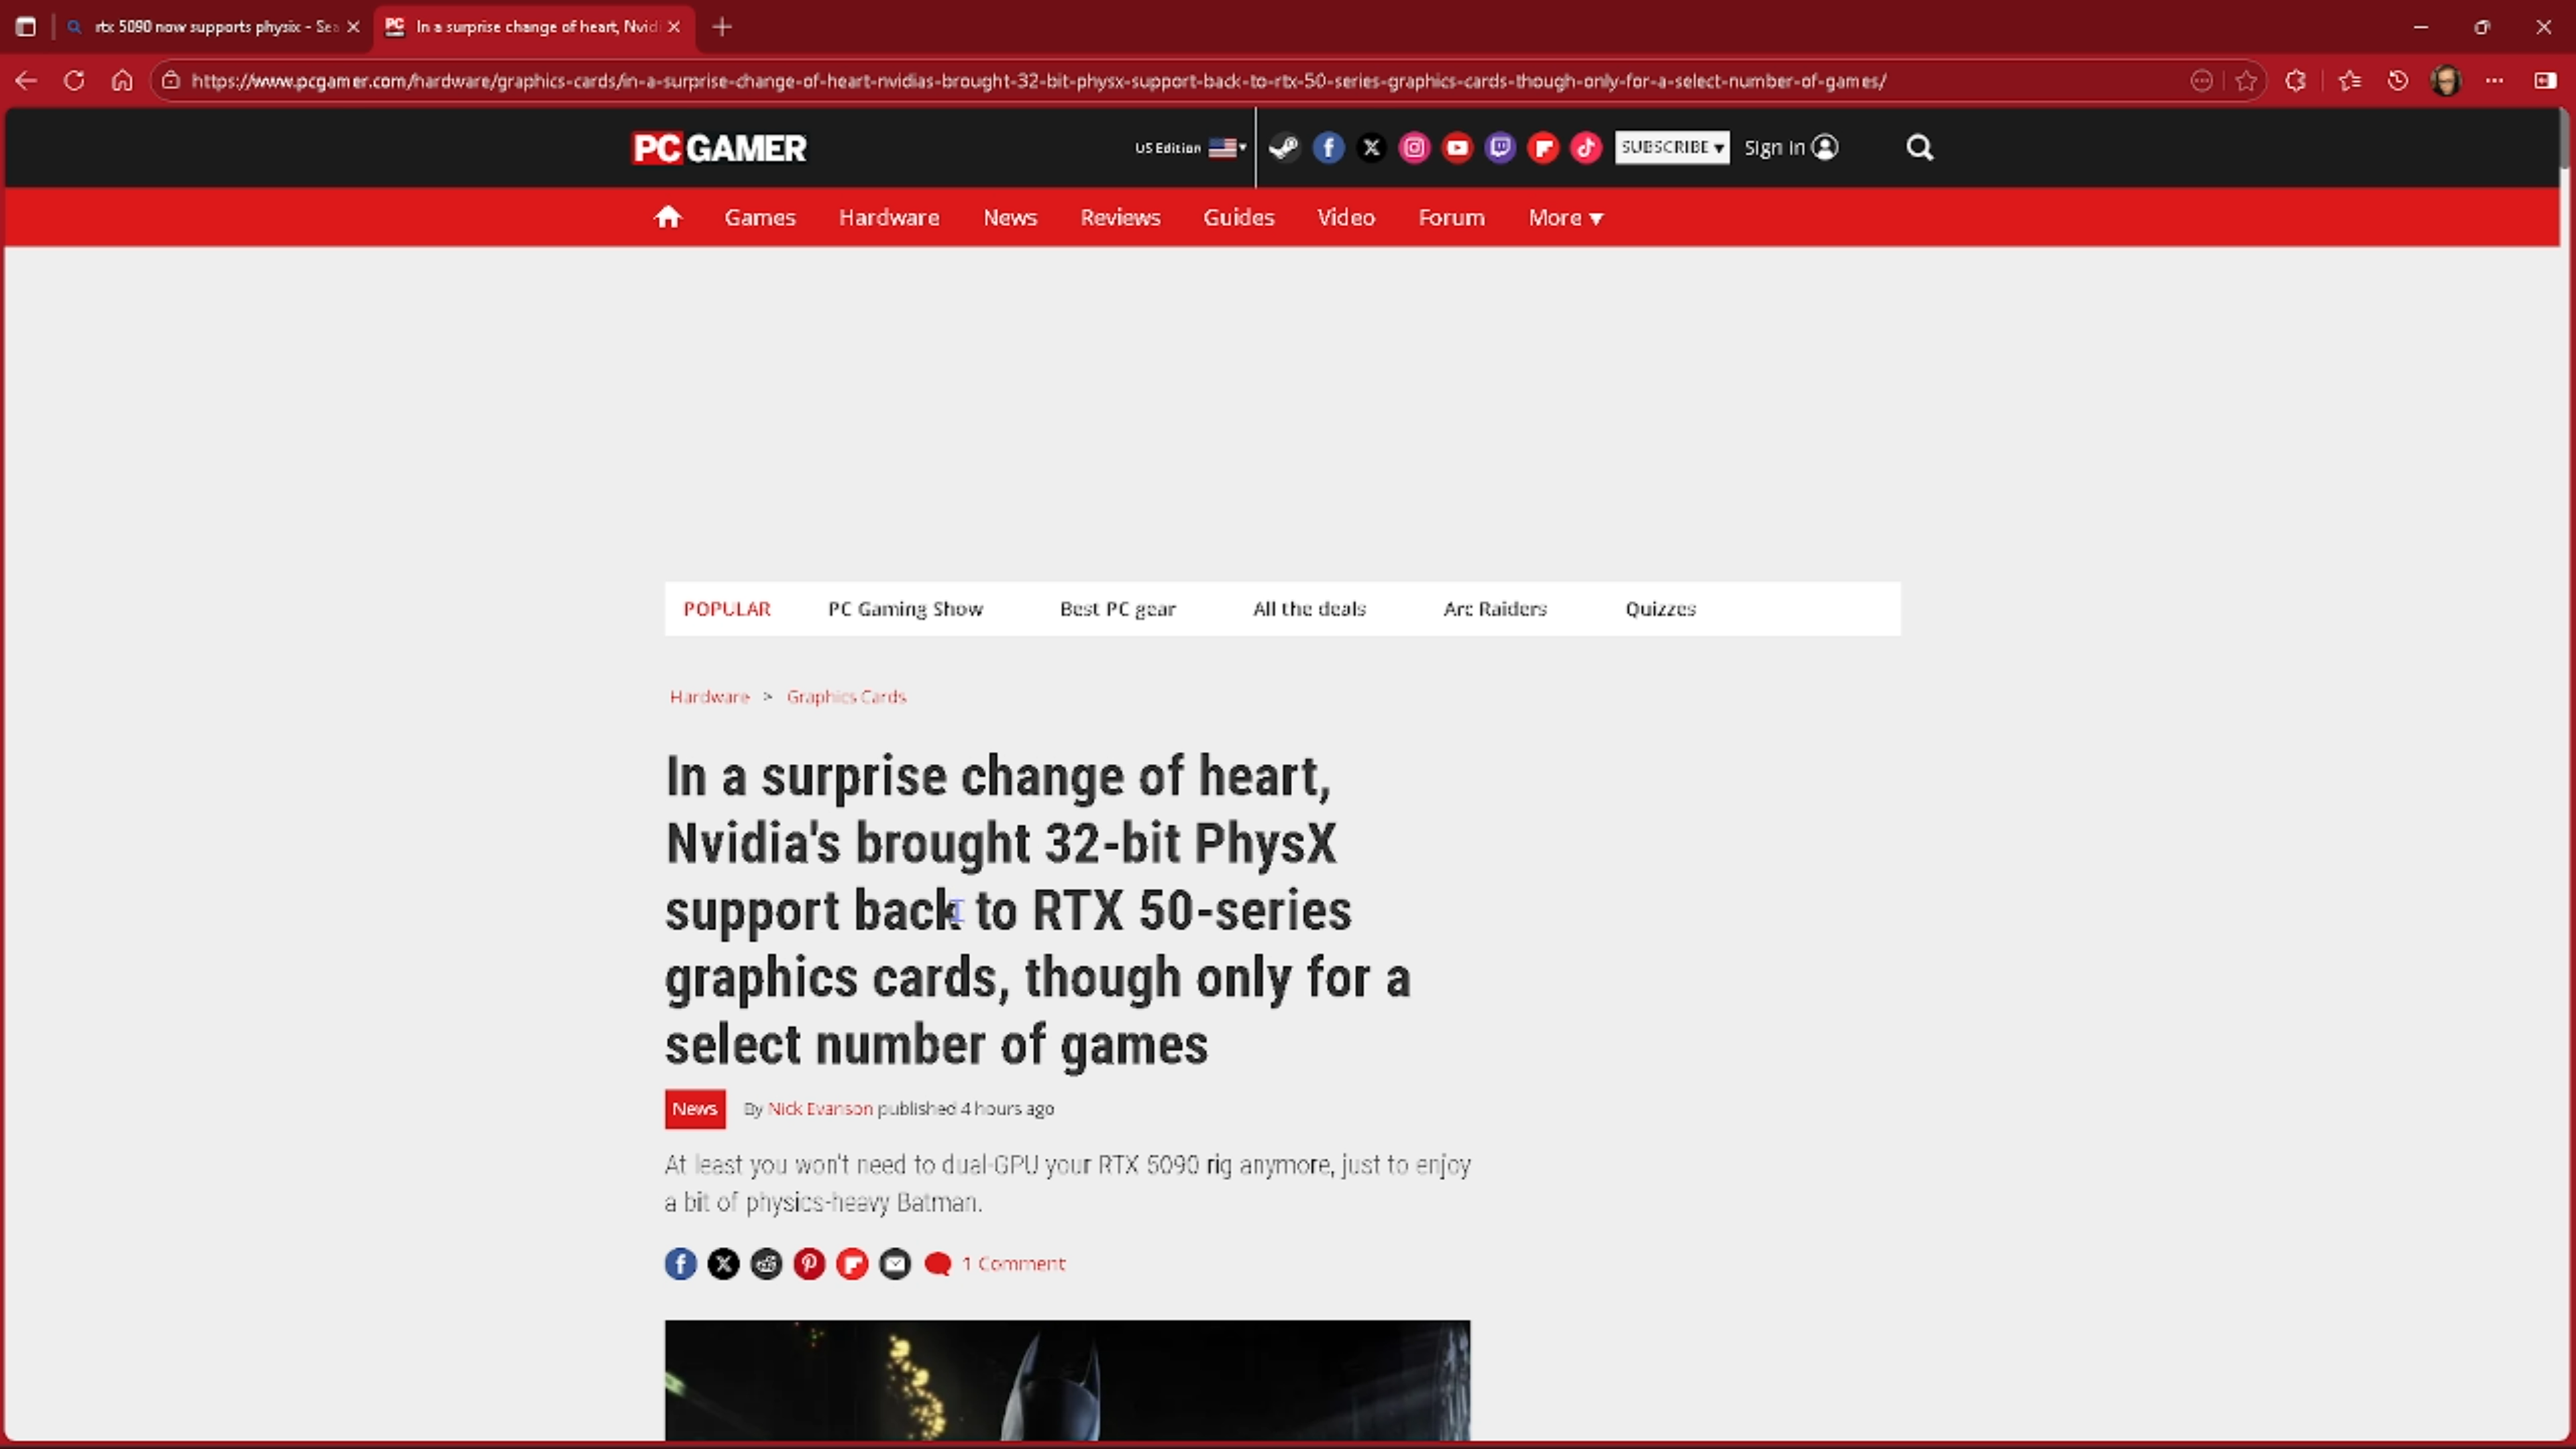 rtx 5090 now supports physix - Sea
In a surprise change of heart, Nvidi
https://www.pcgamer.com/hardware/graphics-cards/in-a-surprise-change-of-heart-nvidias-brought-32-bit-physx-support-back-to-rtx-50-series-graphics-cards-though-only-for-a-select-number-of-games/
PC GAMER
US Edition
SUBSCRIBE ▾
Sign in
Games Hardware News Reviews Guides Video Forum More ▼
POPULAR PC Gaming Show Best PC gear All the deals Arc Raiders Quizzes
Hardware > Graphics Cards
In a surprise change of heart,
Nvidia's brought 32-bit PhysX
support back to RTX 50-series
graphics cards, though only for a
select number of games
News By Nick Evanson published 4 hours ago
At least you won't need to dual-GPU your RTX 5090 rig anymore, just to enjoy
a bit of physics-heavy Batman.
1 Comment